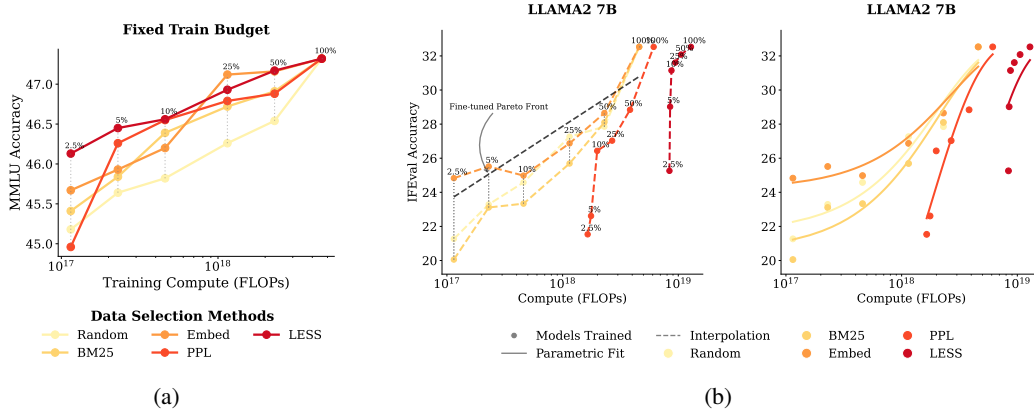 Fixed Train Budget
MMLU Accuracy
47.0
46.5
46.0
45.5
45.0
2.5%
5%
10%
25%
50%
100%
10^17
10^18
Training Compute (FLOPs)
Data Selection Methods
Random
Embed
LESS
BM25
PPL
(a)
LLAMA2 7B
IFEval Accuracy
32
30
28
26
24
22
20
Fine-tuned Pareto Front
2.5%
5%
10%
25%
50%
100%
2.5%
5%
10%
25%
50%
100%
2.5%
5%
10%
25%
50%
100%
10^17
10^18
10^19
Compute (FLOPs)
LLAMA2 7B
32
30
28
26
24
22
20
10^17
10^18
10^19
Compute (FLOPs)
Models Trained
Interpolation
BM25
PPL
Parametric Fit
Random
Embed
LESS
(b)